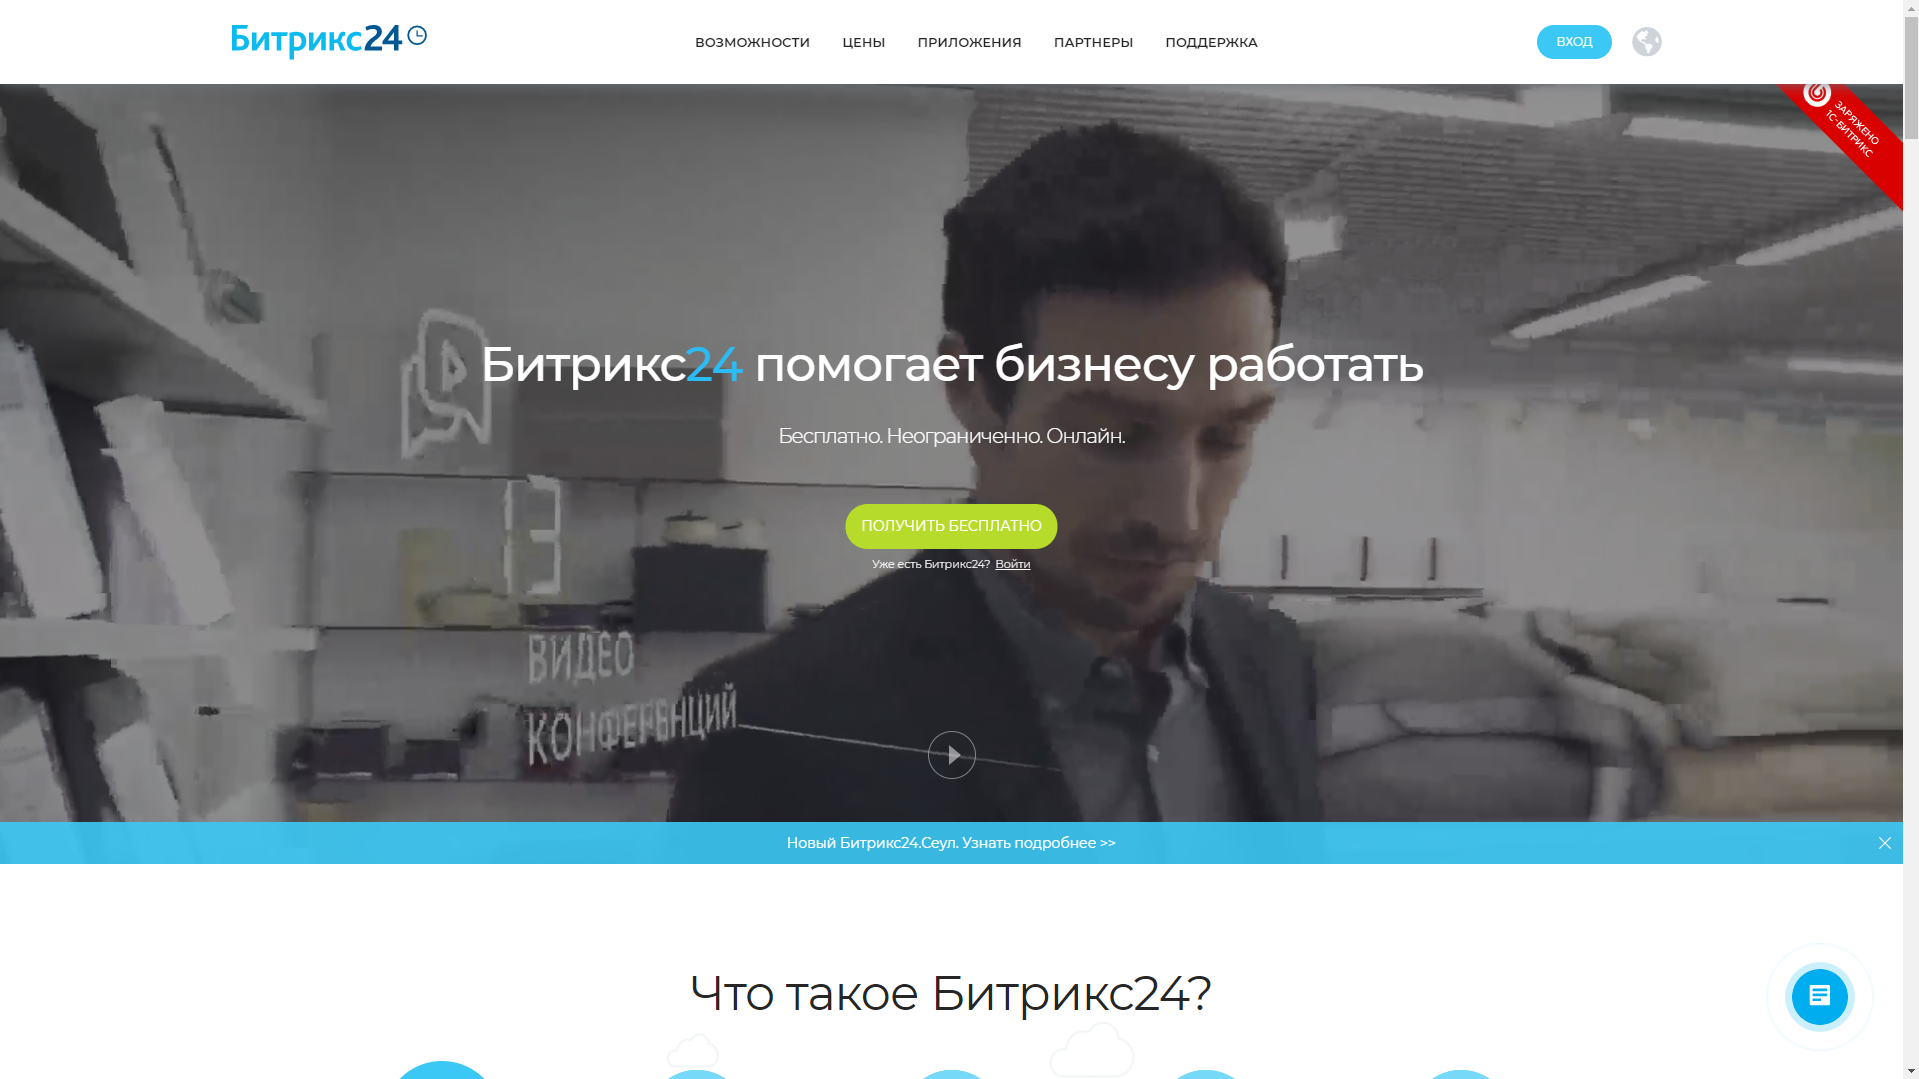 Битрикс24
ВОЗМОЖНОСТИ ЦЕНЫ ПРИЛОЖЕНИЯ ПАРТНЕРЫ ПОДДЕРЖКА
ВХОД
ЗАРЯЖЕНО
1С-БИТРИКС
Битрикс24 помогает бизнесу работать
Бесплатно. Неограниченно. Онлайн.
ПОЛУЧИТЬ БЕСПЛАТНО
Уже есть Битрикс24? Войти
13
ВИДЕО
КОНФЕРЕНЦИЙ
Новый Битрикс24.Сеул. Узнать подробнее >>
Что такое Битрикс24?